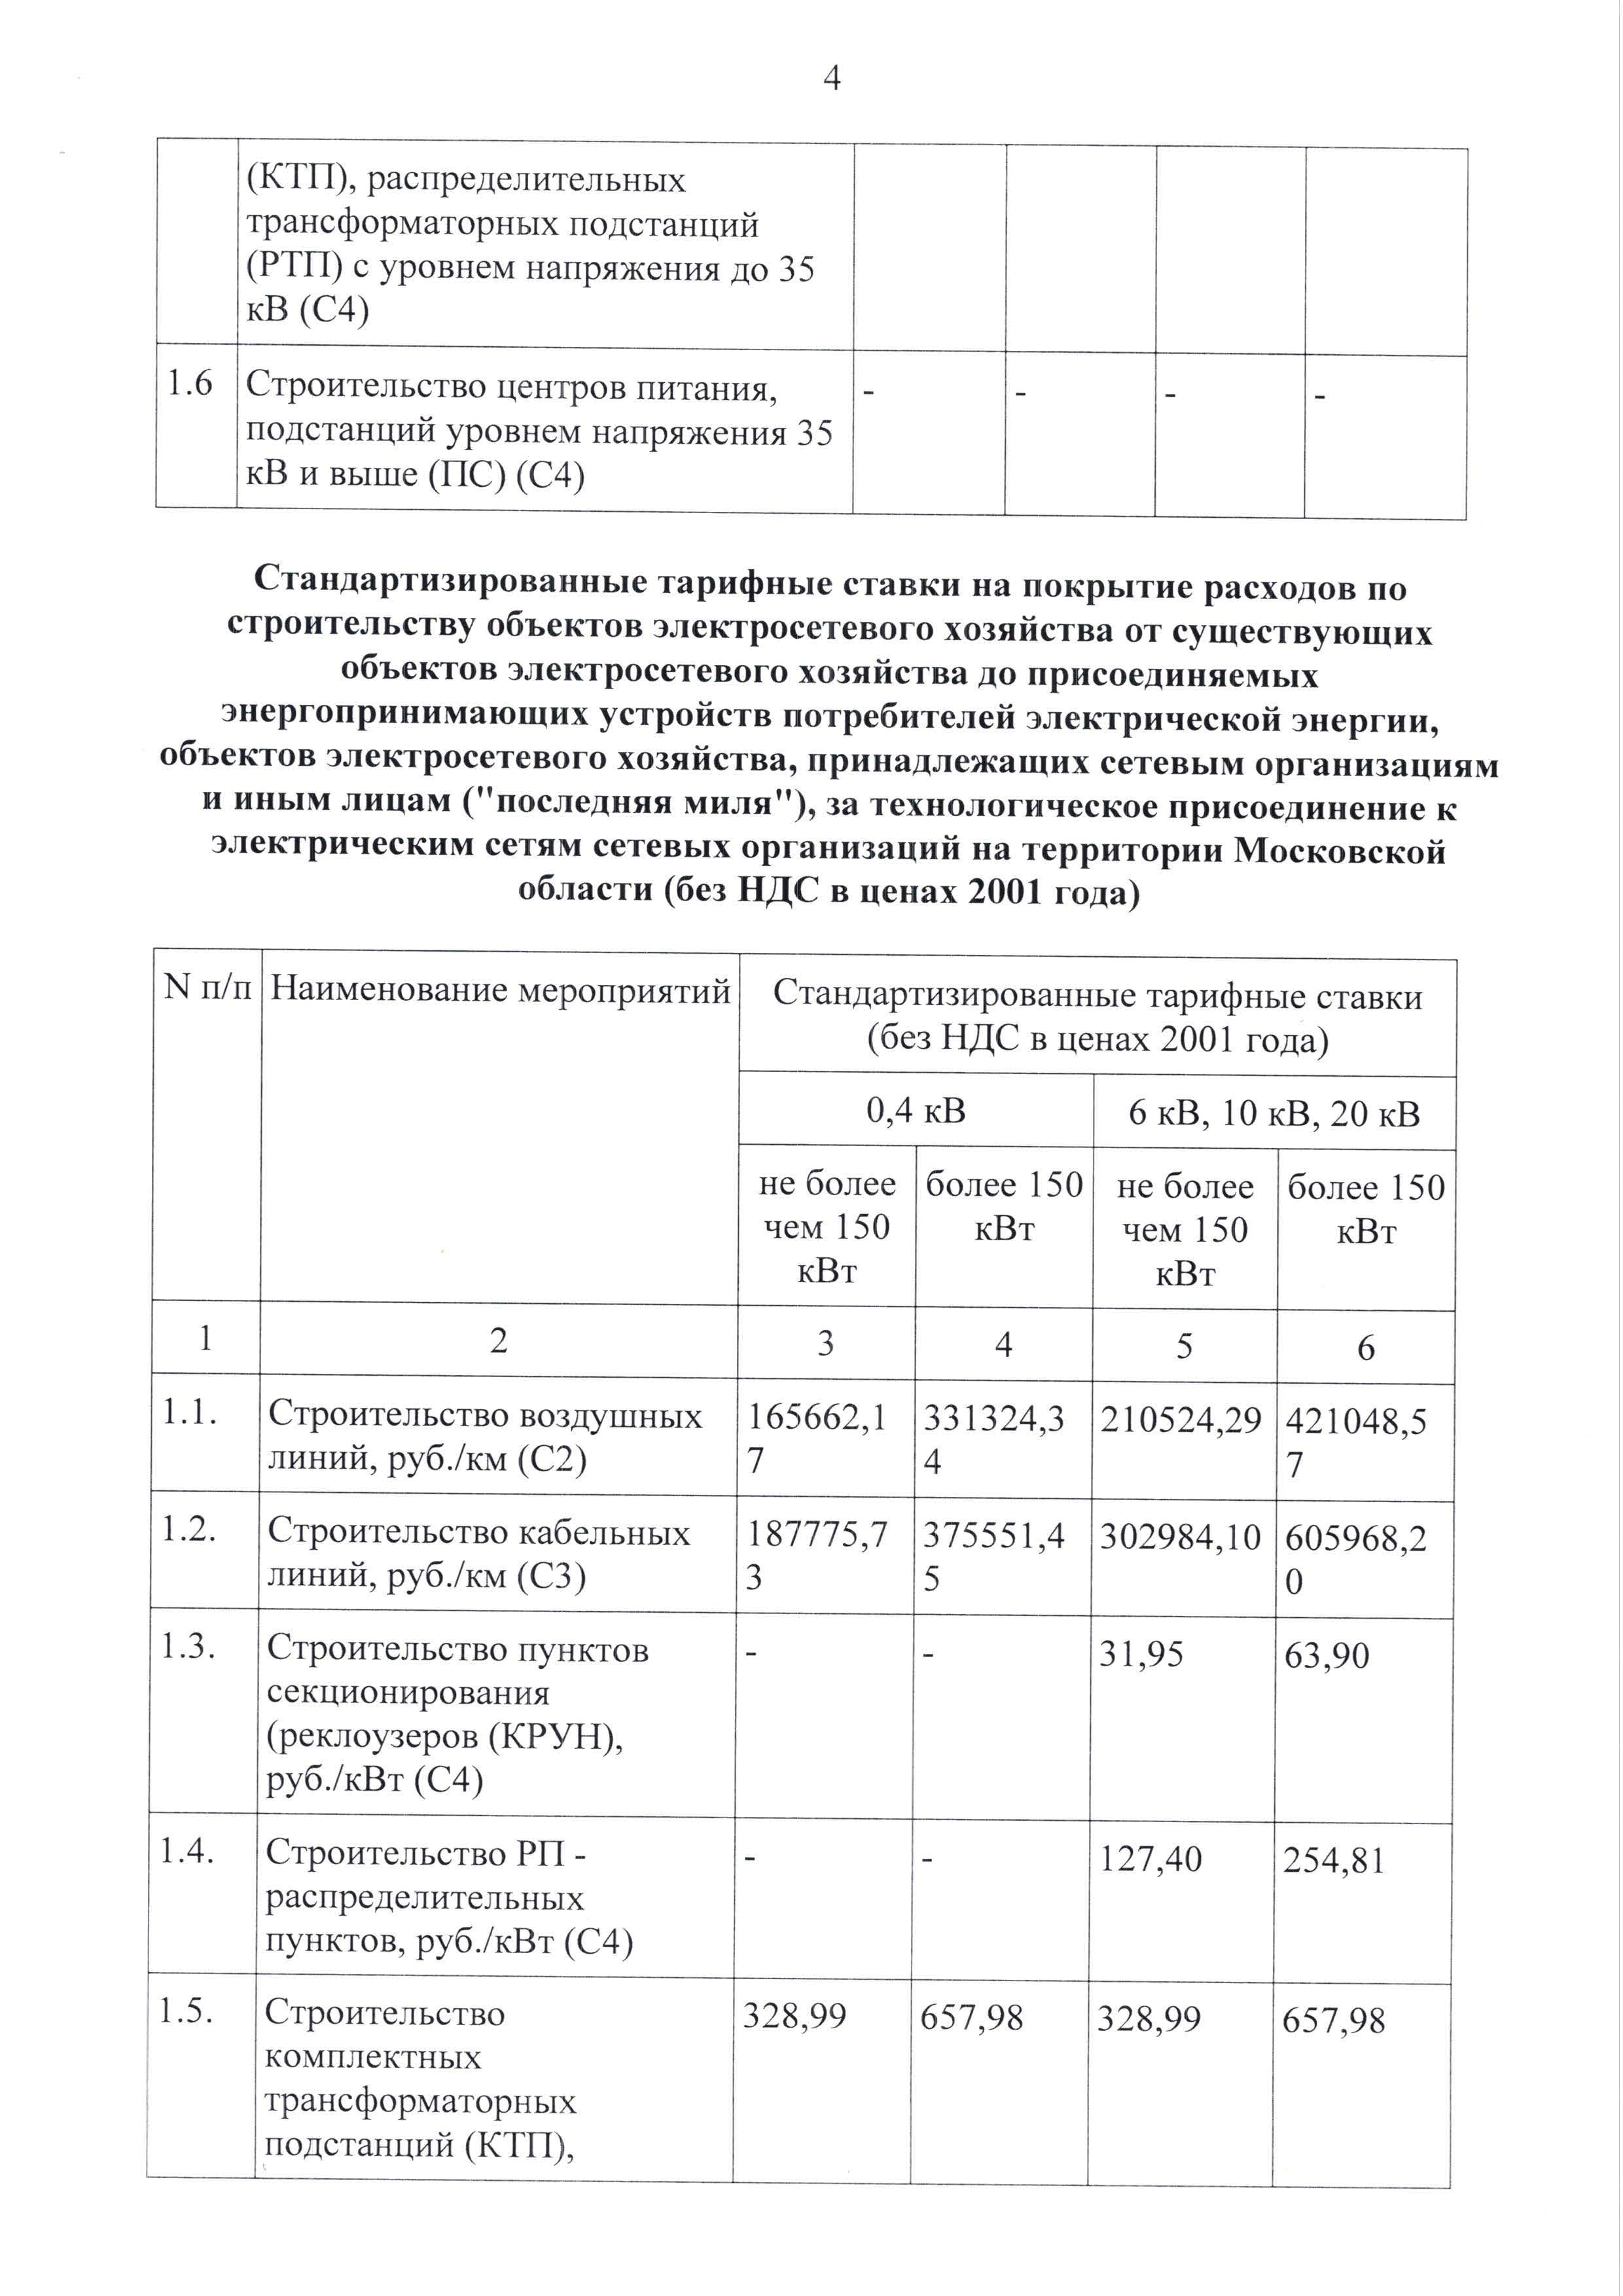 4
(КТП), распределительных
трансформаторных подстанций
(РТП) с уровнем напряжения до 35
кВ (С4)
1.6 Строительство центров питания, - - - -
подстанций уровнем напряжения 35
кВ и выше (ПС) (С4)
Стандартизированные тарифные ставки на покрытие расходов по
строительству объектов электросетевого хозяйства от существующих
объектов электросетевого хозяйства до присоединяемых
энергопринимающих устройств потребителей электрической энергии,
объектов электросетевого хозяйства, принадлежащих сетевым организациям
и иным лицам ("последняя миля"), за технологическое присоединение к
электрическим сетям сетевых организаций на территории Московской
области (без НДС в ценах 2001 года)
N п/п Наименование мероприятий Стандартизированные тарифные ставки
(без НДС в ценах 2001 года)
0,4 кВ 6 кВ, 10 кВ, 20 кВ
не более более 150 не более более 150
чем 150 кВт чем 150 кВт
кВт кВт
1 2 3 4 5 6
1.1. Строительство воздушных 165662,1 331324,3 210524,29 421048,5
линий, руб./км (С2) 7 4 7
1.2. Строительство кабельных 187775,7 375551,4 302984,10 605968,2
линий, руб./км (С3) 3 5 0
1.3. Строительство пунктов - - 31,95 63,90
секционирования
(реклоузеров (КРУН),
руб./кВт (С4)
1.4. Строительство РП - - - 127,40 254,81
распределительных
пунктов, руб./кВт (С4)
1.5. Строительство 328,99 657,98 328,99 657,98
комплектных
трансформаторных
подстанций (КТП),